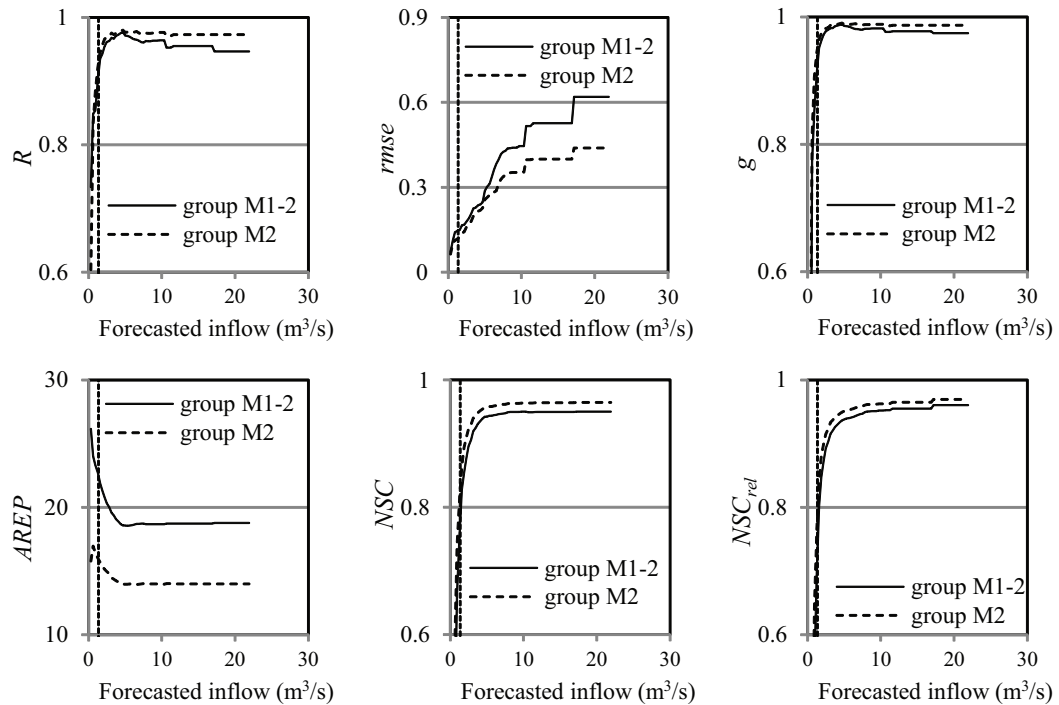 1
0.8
0.6
R
group M1-2
group M2
0 10 20 30
Forecasted inflow (m³/s)
0.9
0.6
0.3
0
rmse
group M1-2
group M2
0 10 20 30
Forecasted inflow (m³/s)
1
0.8
0.6
g
group M1-2
group M2
0 10 20 30
Forecasted inflow (m³/s)
30
20
10
AREP
group M1-2
group M2
0 10 20 30
Forecasted inflow (m³/s)
1
0.8
0.6
NSC
group M1-2
group M2
0 10 20 30
Forecasted inflow (m³/s)
1
0.8
0.6
NSC_rel
group M1-2
group M2
0 10 20 30
Forecasted inflow (m³/s)